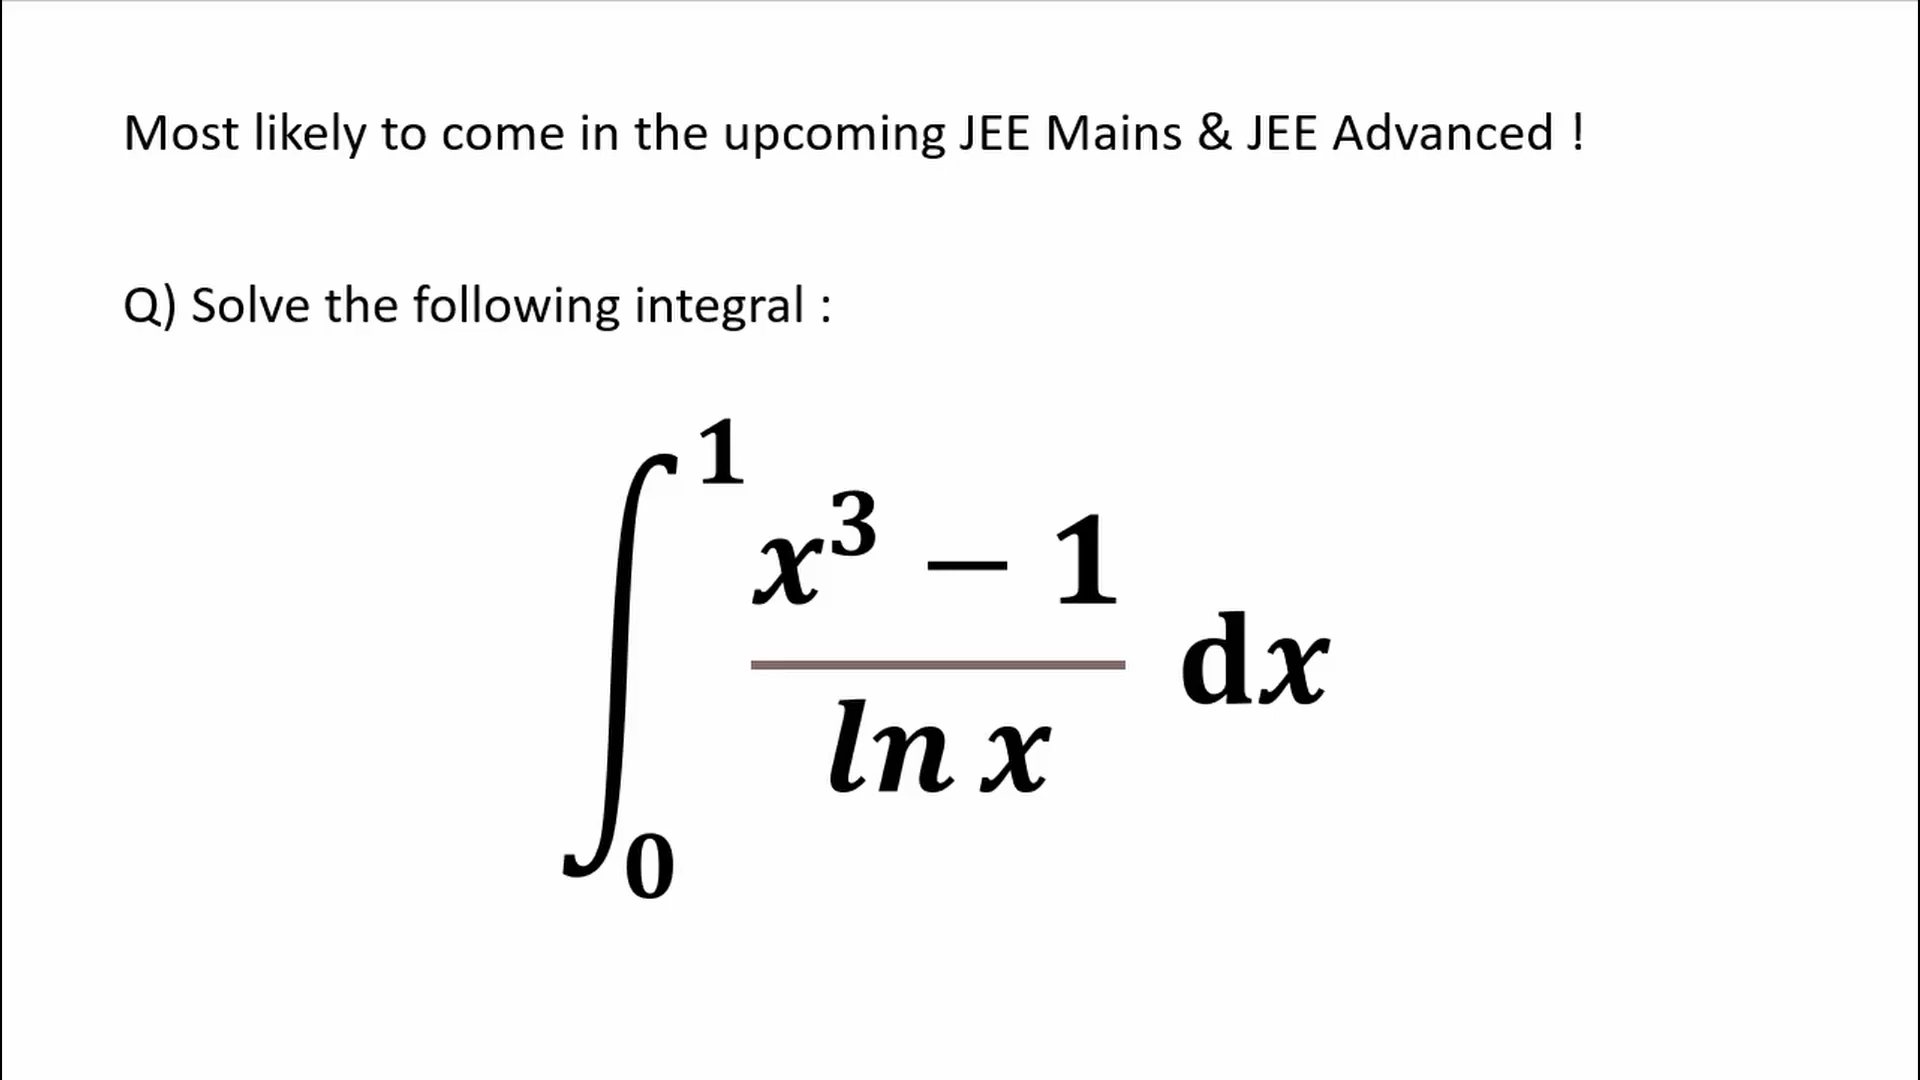 Most likely to come in the upcoming JEE Mains & JEE Advanced !
Q) Solve the following integral :
∫₀¹ (x³ − 1)/(ln x) dx